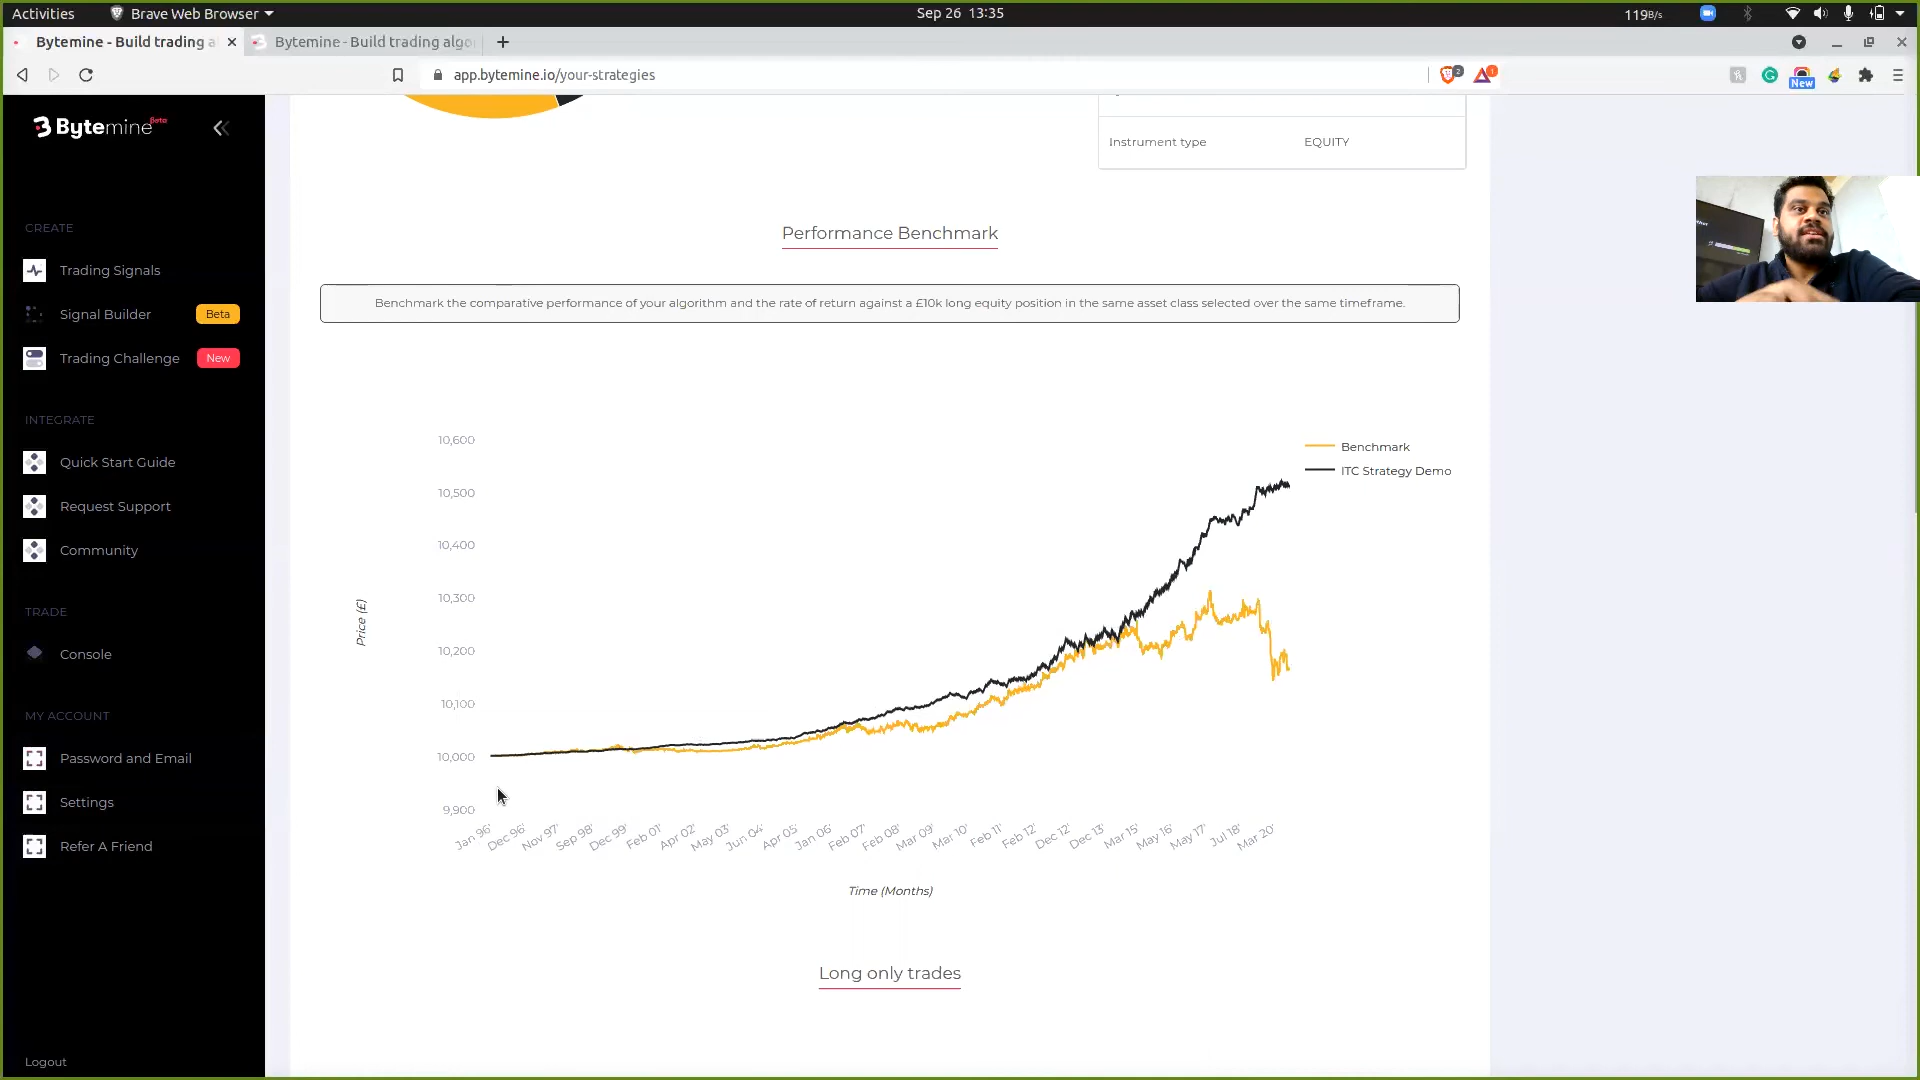 Activities
Brave Web Browser
Sep 26 13:35
119B/s
Bytemine - Build trading a
Bytemine - Build trading algo
app.bytemine.io/your-strategies
2
1
New
Bytemine Beta
CREATE
Trading Signals
Signal Builder
Beta
Trading Challenge
New
INTEGRATE
Quick Start Guide
Request Support
Community
TRADE
Console
MY ACCOUNT
Password and Email
Settings
Refer A Friend
Logout
Instrument type
EQUITY
Performance Benchmark
Benchmark the comparative performance of your algorithm and the rate of return against a £10k long equity position in the same asset class selected over the same timeframe.
10,600
10,500
10,400
10,300
10,200
10,100
10,000
9,900
Price (£)
Benchmark
ITC Strategy Demo
Jan 96'
Dec 96'
Nov 97'
Sep 98'
Dec 99'
Feb 01'
Apr 02'
May 03'
Jun 04'
Apr 05'
Jan 06'
Feb 07'
Feb 08'
Mar 09'
Mar 10'
Feb 11'
Feb 12'
Dec 12'
Dec 13'
Mar 15'
May 16'
May 17'
Jul 18'
Mar 20'
Time (Months)
Long only trades